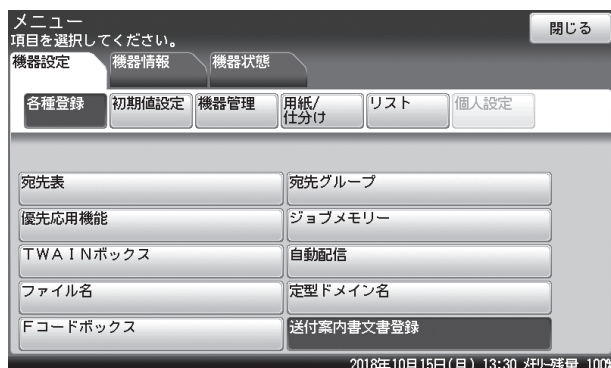 メニュー
項目を選択してください。
閉じる
機器設定 機器情報 機器状態
各種登録 初期値設定 機器管理 用紙/仕分け リスト 個人設定
宛先表 宛先グループ
優先応用機能 ジョブメモリー
TWAINボックス 自動配信
ファイル名 定型ドメイン名
Fコードボックス 送付案内書文書登録
2018年10月15日(月) 13:30 メモリー残量 100%